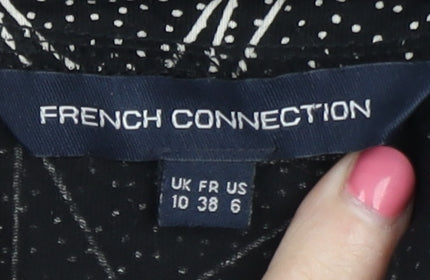 FRENCH CONNECTION
UK FR US
10 38 6